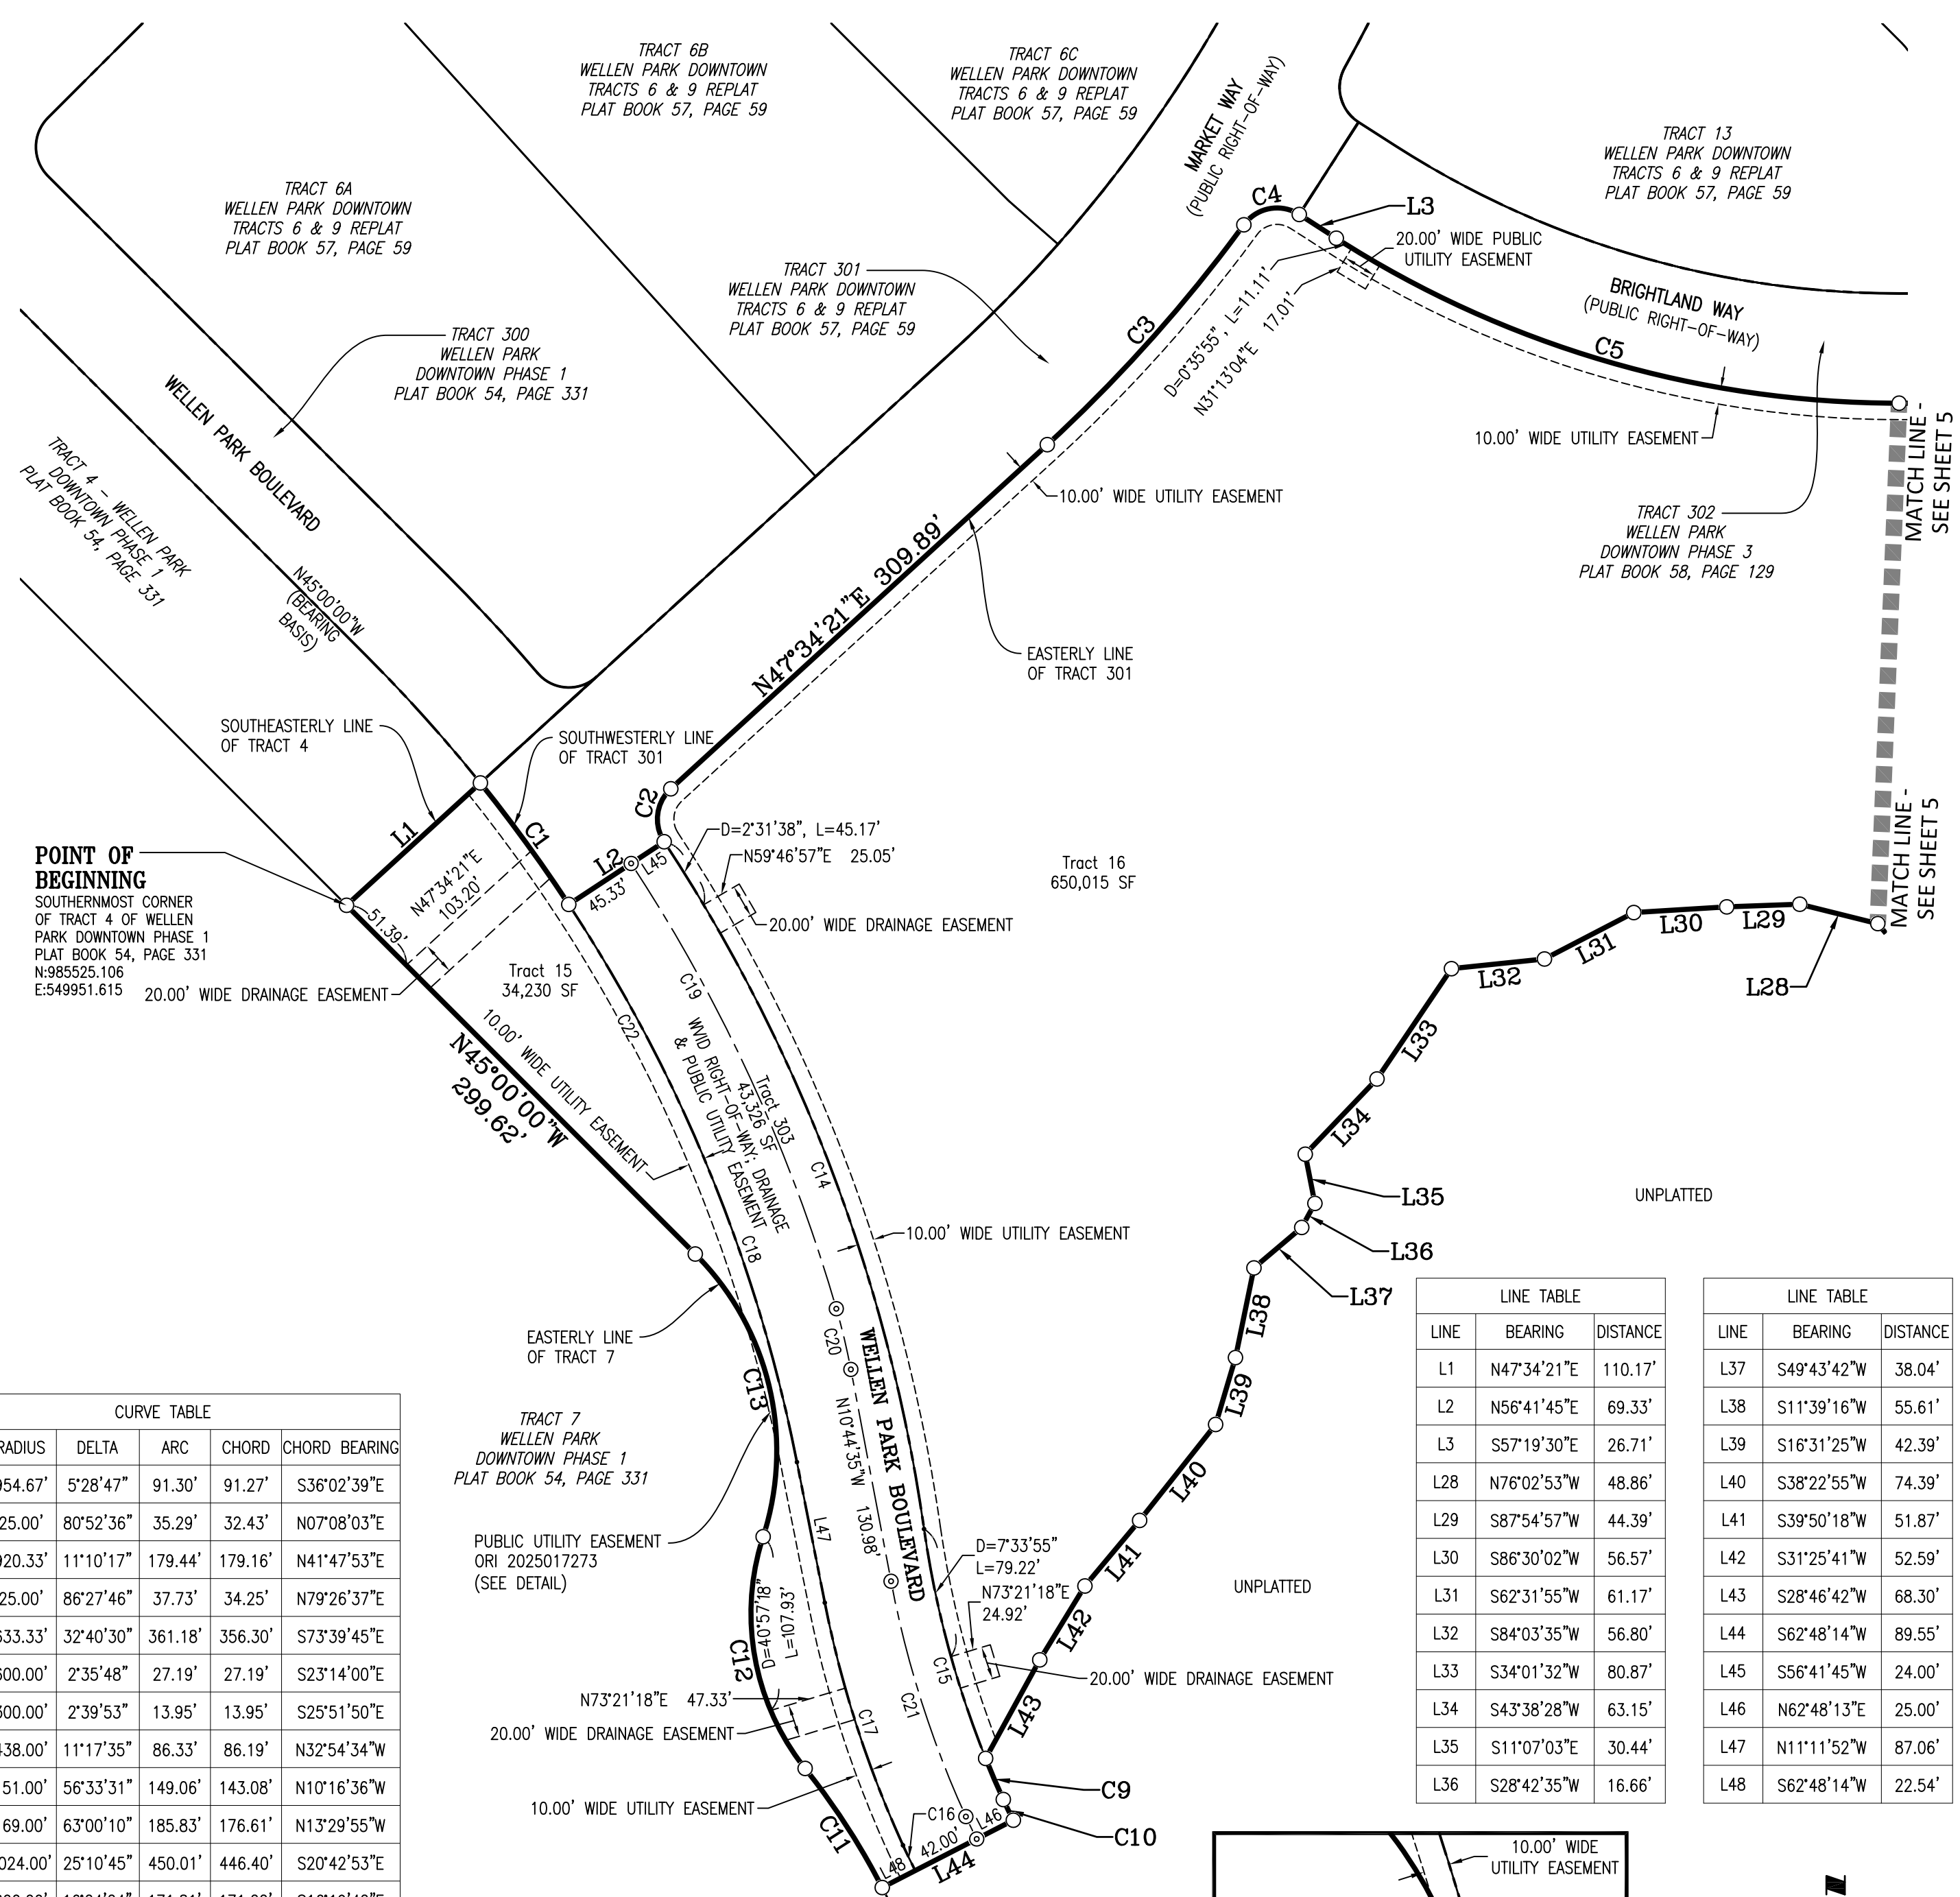 TRACT 6B
WELLEN PARK DOWNTOWN
TRACTS 6 & 9 REPLAT
PLAT BOOK 57, PAGE 59
TRACT 6C
WELLEN PARK DOWNTOWN
TRACTS 6 & 9 REPLAT
PLAT BOOK 57, PAGE 59
MARKET WAY
(PUBLIC RIGHT-OF-WAY)
TRACT 13
WELLEN PARK DOWNTOWN
TRACTS 6 & 9 REPLAT
PLAT BOOK 57, PAGE 59
TRACT 6A
WELLEN PARK DOWNTOWN
TRACTS 6 & 9 REPLAT
PLAT BOOK 57, PAGE 59
C4
L3
20.00' WIDE PUBLIC
UTILITY EASEMENT
TRACT 301
WELLEN PARK DOWNTOWN
TRACTS 6 & 9 REPLAT
PLAT BOOK 57, PAGE 59
BRIGHTLAND WAY
(PUBLIC RIGHT-OF-WAY)
C3
D=0°35'55", L=11.11'
N31°13'04"E 17.01'
C5
TRACT 300
WELLEN PARK
DOWNTOWN PHASE 1
PLAT BOOK 54, PAGE 331
WELLEN PARK BOULEVARD
10.00' WIDE UTILITY EASEMENT
MATCH LINE -
SEE SHEET 5
TRACT 4 - WELLEN PARK
DOWNTOWN PHASE 1
PLAT BOOK 54, PAGE 331
10.00' WIDE UTILITY EASEMENT
TRACT 302
WELLEN PARK
DOWNTOWN PHASE 3
PLAT BOOK 58, PAGE 129
N45°00'00"W
(BEARING
BASIS)
N47°34'21"E 309.89'
EASTERLY LINE
OF TRACT 301
SOUTHEASTERLY LINE
OF TRACT 4
SOUTHWESTERLY LINE
OF TRACT 301
C2
L1
C1
D=2°31'38", L=45.17'
N59°46'57"E 25.05'
MATCH LINE -
SEE SHEET 5
POINT OF
BEGINNING
SOUTHERNMOST CORNER
OF TRACT 4 OF WELLEN
PARK DOWNTOWN PHASE 1
PLAT BOOK 54, PAGE 331
N:985525.106
E:549951.615
N47°34'21"E
103.20'
51.39'
L2
L45
45.33'
Tract 16
650,015 SF
20.00' WIDE DRAINAGE EASEMENT
L30
L29
L31
L32
L28
20.00' WIDE DRAINAGE EASEMENT
Tract 15
34,230 SF
C19
C22
10.00' WIDE UTILITY EASEMENT
N45°00'00"W
299.62'
Tract 303
43,326 SF
WVID RIGHT-OF-WAY; DRAINAGE
& PUBLIC UTILITY EASEMENT
L33
L34
C14
C18
L35
UNPLATTED
10.00' WIDE UTILITY EASEMENT
L36
L37
L38
EASTERLY LINE
OF TRACT 7
C20
WELLEN PARK BOULEVARD
C13
L39
N10°44'35"W 130.98'
TRACT 7
WELLEN PARK
DOWNTOWN PHASE 1
PLAT BOOK 54, PAGE 331
L40
L47
PUBLIC UTILITY EASEMENT
ORI 2025017273
(SEE DETAIL)
D=7°33'55"
L=79.22'
N73°21'18"E
24.92'
L41
UNPLATTED
D=40°57'18"
L=107.93'
C12
L42
C15
20.00' WIDE DRAINAGE EASEMENT
N73°21'18"E 47.33'
20.00' WIDE DRAINAGE EASEMENT
C17
C21
L43
10.00' WIDE UTILITY EASEMENT
C9
C16
L46
C10
C11
42.00'
L48
L44
LINE TABLE
LINE BEARING DISTANCE
L1 N47°34'21"E 110.17'
L2 N56°41'45"E 69.33'
L3 S57°19'30"E 26.71'
L28 N76°02'53"W 48.86'
L29 S87°54'57"W 44.39'
L30 S86°30'02"W 56.57'
L31 S62°31'55"W 61.17'
L32 S84°03'35"W 56.80'
L33 S34°01'32"W 80.87'
L34 S43°38'28"W 63.15'
L35 S11°07'03"E 30.44'
L36 S28°42'35"W 16.66'
LINE TABLE
LINE BEARING DISTANCE
L37 S49°43'42"W 38.04'
L38 S11°39'16"W 55.61'
L39 S16°31'25"W 42.39'
L40 S38°22'55"W 74.39'
L41 S39°50'18"W 51.87'
L42 S31°25'41"W 52.59'
L43 S28°46'42"W 68.30'
L44 S62°48'14"W 89.55'
L45 S56°41'45"W 24.00'
L46 N62°48'13"E 25.00'
L47 N11°11'52"W 87.06'
L48 S62°48'14"W 22.54'
CURVE TABLE
RADIUS DELTA ARC CHORD CHORD BEARING
954.67' 5°28'47" 91.30' 91.27' S36°02'39"E
25.00' 80°52'36" 35.29' 32.43' N07°08'03"E
920.33' 11°10'17" 179.44' 179.16' N41°47'53"E
25.00' 86°27'46" 37.73' 34.25' N79°26'37"E
633.33' 32°40'30" 361.18' 356.30' S73°39'45"E
600.00' 2°35'48" 27.19' 27.19' S23°14'00"E
300.00' 2°39'53" 13.95' 13.95' S25°51'50"E
438.00' 11°17'35" 86.33' 86.19' N32°54'34"W
51.00' 56°33'31" 149.06' 143.08' N10°16'36"W
69.00' 63°00'10" 185.83' 176.61' N13°29'55"W
024.00' 25°10'45" 450.01' 446.40' S20°42'53"E
10.00' WIDE
UTILITY EASEMENT